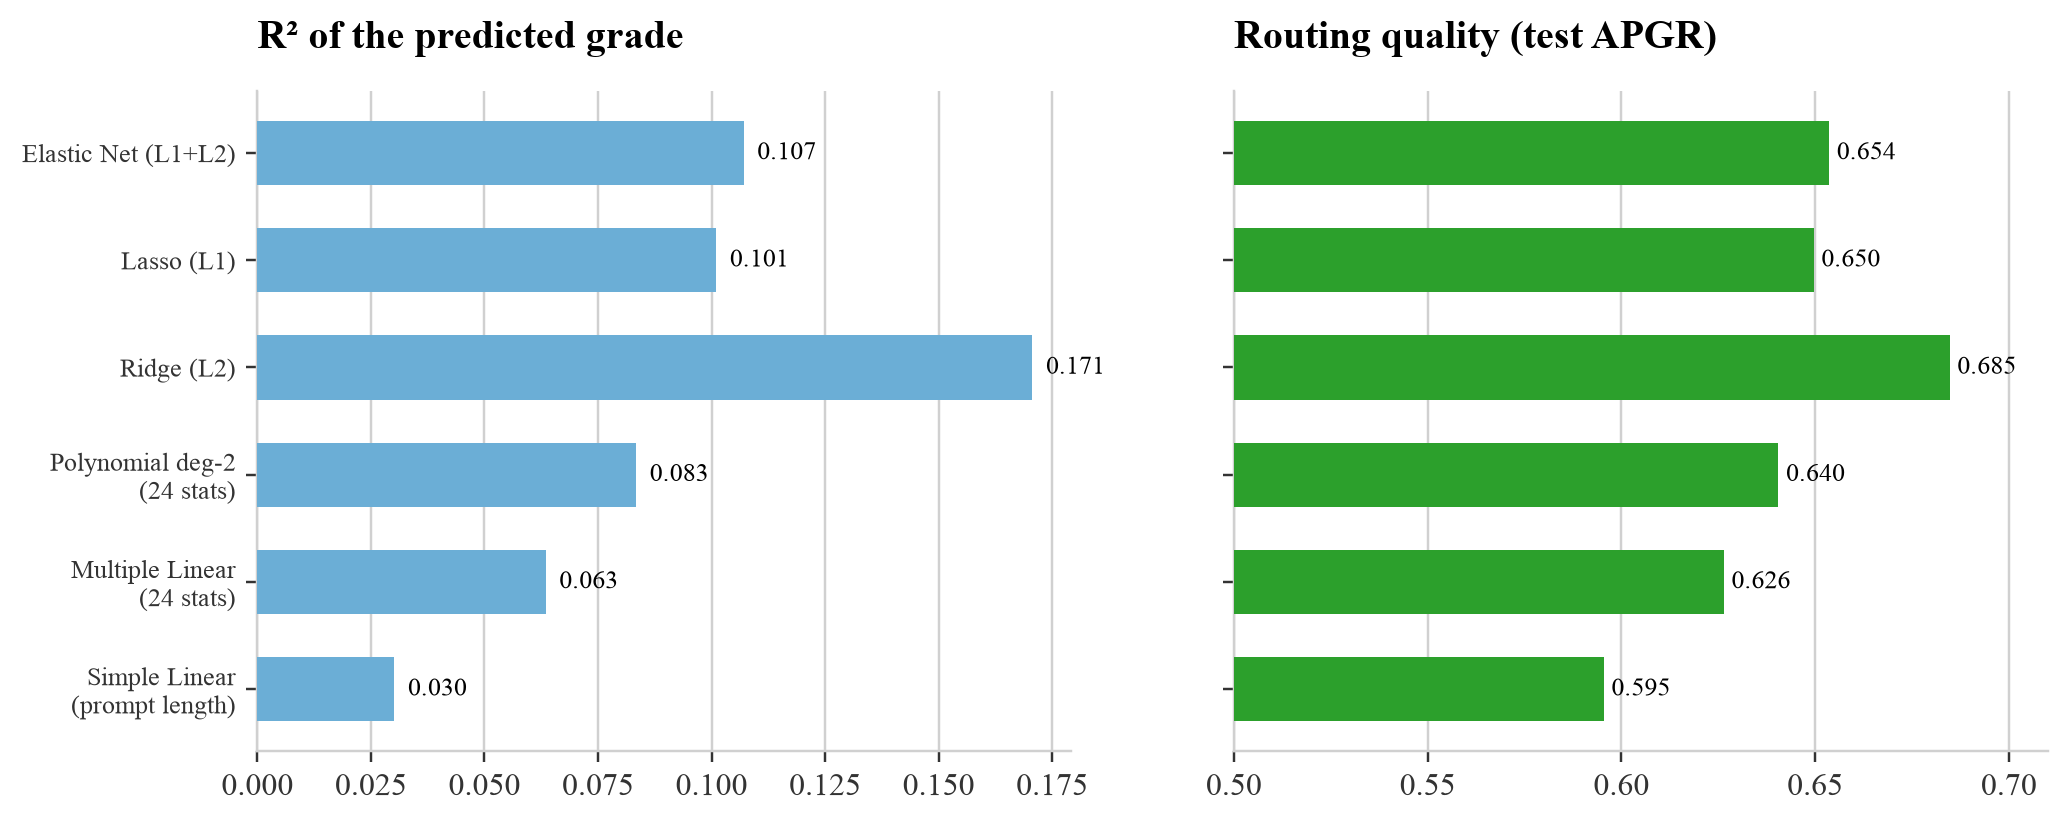 R² of the predicted grade
Elastic Net (L1+L2)
0.107
Lasso (L1)
0.101
Ridge (L2)
0.171
Polynomial deg-2
(24 stats)
0.083
Multiple Linear
(24 stats)
0.063
Simple Linear
(prompt length)
0.030
0.000 0.025 0.050 0.075 0.100 0.125 0.150 0.175
Routing quality (test APGR)
0.654
0.650
0.685
0.640
0.626
0.595
0.50 0.55 0.60 0.65 0.70